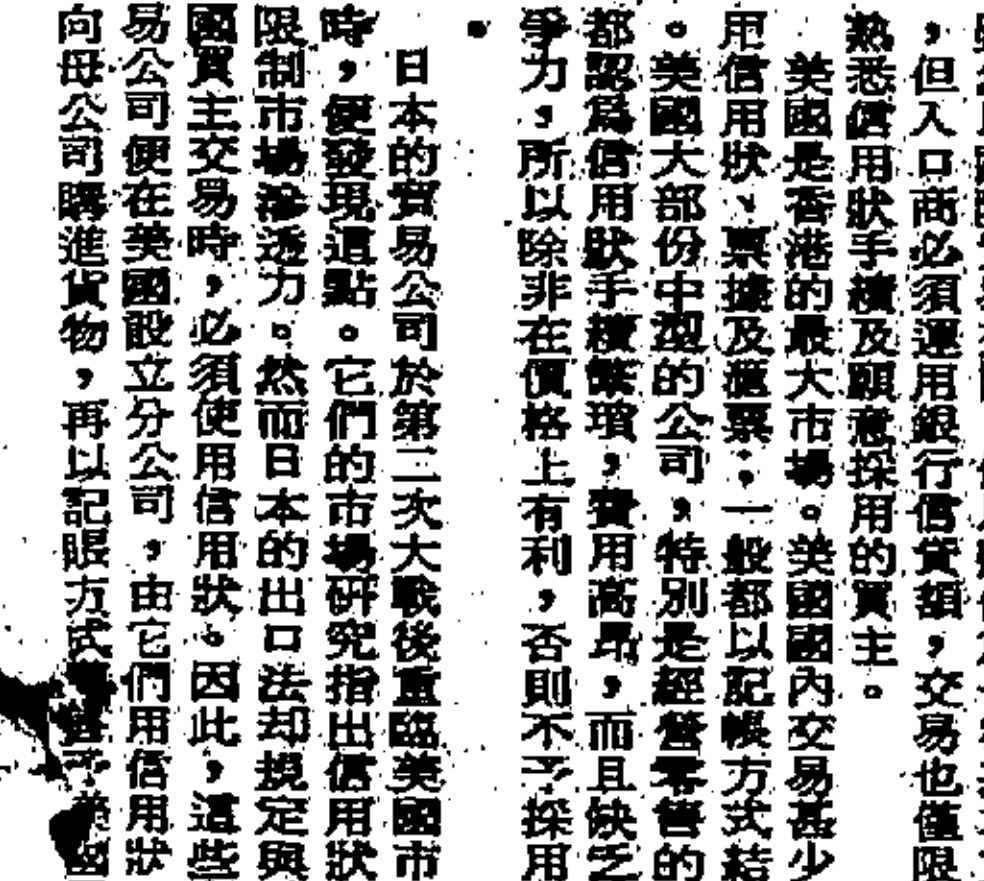 ，但入口商必須運用銀行信貸額，交易也僅限
熟悉信用狀手續及願意採用的買主。
美國是香港的最大市場。美國國內交易甚少
用信用狀、票據及滙票；一般都以記帳方式結
。美國大部份中型的公司，特別是經營零售的
都認爲信用狀手續繁瑣，費用高昂，而且缺乏
爭力，所以除非在價格上有利，否則不予採用
。
日本的貿易公司於第二次大戰後重臨美國市
時，便發現這點。它們的市場研究指出信用狀
限制市場滲透力。然而日本的出口法却規定與
國買主交易時，必須使用信用狀。因此，這些
易公司便在美國設立分公司，由它們用信用狀
向母公司購進貨物，再以記賬方式